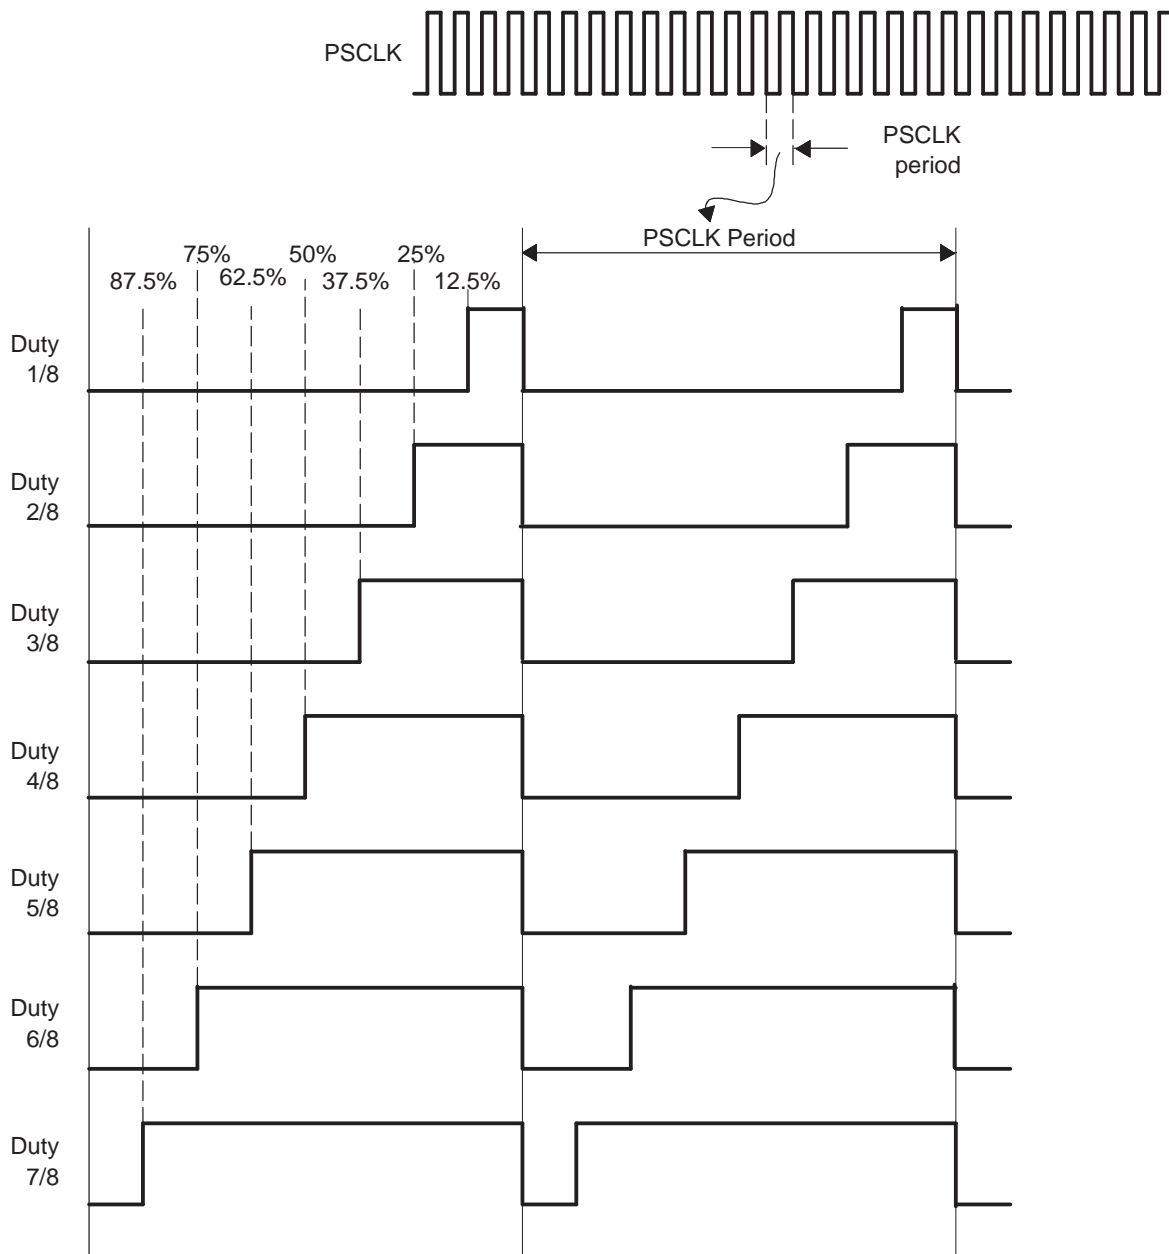 PSCLK
PSCLK
period
PSCLK Period
75%
50%
25%
87.5%
62.5%
37.5%
12.5%
Duty
1/8
Duty
2/8
Duty
3/8
Duty
4/8
Duty
5/8
Duty
6/8
Duty
7/8